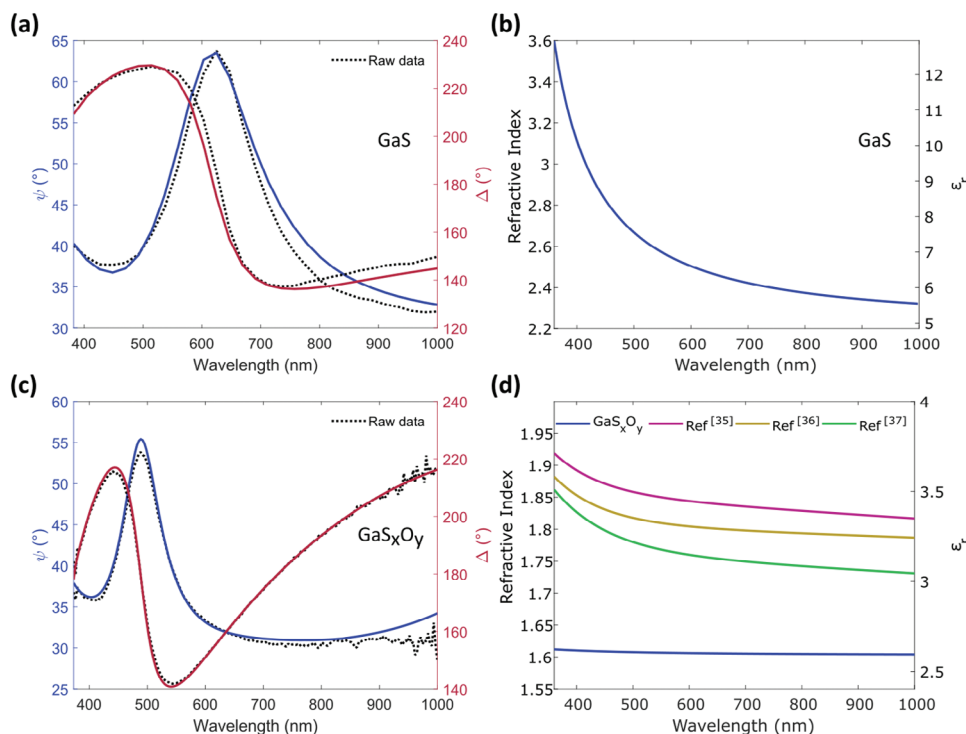 (a)
65
60
55
50
45
40
35
30
ψ (°)
240
220
200
180
160
140
120
Δ (°)
Raw data
GaS
400 500 600 700 800 900 1000
Wavelength (nm)
(b)
3.6
3.4
3.2
3
2.8
2.6
2.4
2.2
Refractive Index
12
11
10
9
8
7
6
5
εr
GaS
400 500 600 700 800 900 1000
Wavelength (nm)
(c)
60
55
50
45
40
35
30
25
ψ (°)
240
220
200
180
160
140
Δ (°)
Raw data
GaSxOy
400 500 600 700 800 900 1000
Wavelength (nm)
(d)
1.95
1.9
1.85
1.8
1.75
1.7
1.65
1.6
1.55
Refractive Index
4
3.5
3
2.5
εr
GaSxOy Ref [35] Ref [36] Ref [37]
400 500 600 700 800 900 1000
Wavelength (nm)